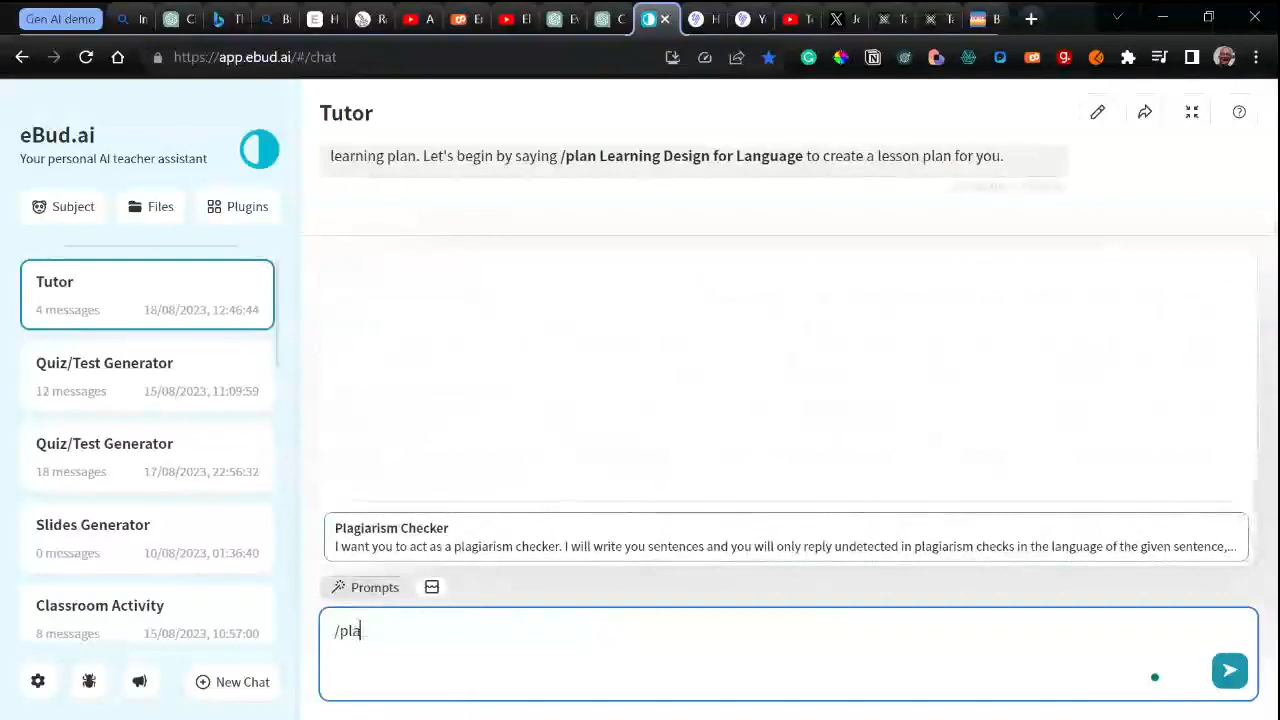 Gen AI demo
In
C
TI
B
E
R
A
E
E
E
C
H
V
T
J
T
T
B
https://app.ebud.ai/#/chat
eBud.ai
Your personal AI teacher assistant
Subject
Files
Plugins
Tutor
4 messages
18/08/2023, 12:46:44
Quiz/Test Generator
12 messages
15/08/2023, 11:09:59
Quiz/Test Generator
18 messages
17/08/2023, 22:56:32
Slides Generator
0 messages
10/08/2023, 01:36:40
Classroom Activity
8 messages
15/08/2023, 10:57:00
New Chat
Tutor
learning plan. Let's begin by saying /plan Learning Design for Language to create a lesson plan for you.
Plagiarism Checker
I want you to act as a plagiarism checker. I will write you sentences and you will only reply undetected in plagiarism checks in the language of the given sentence,...
Prompts
/pla